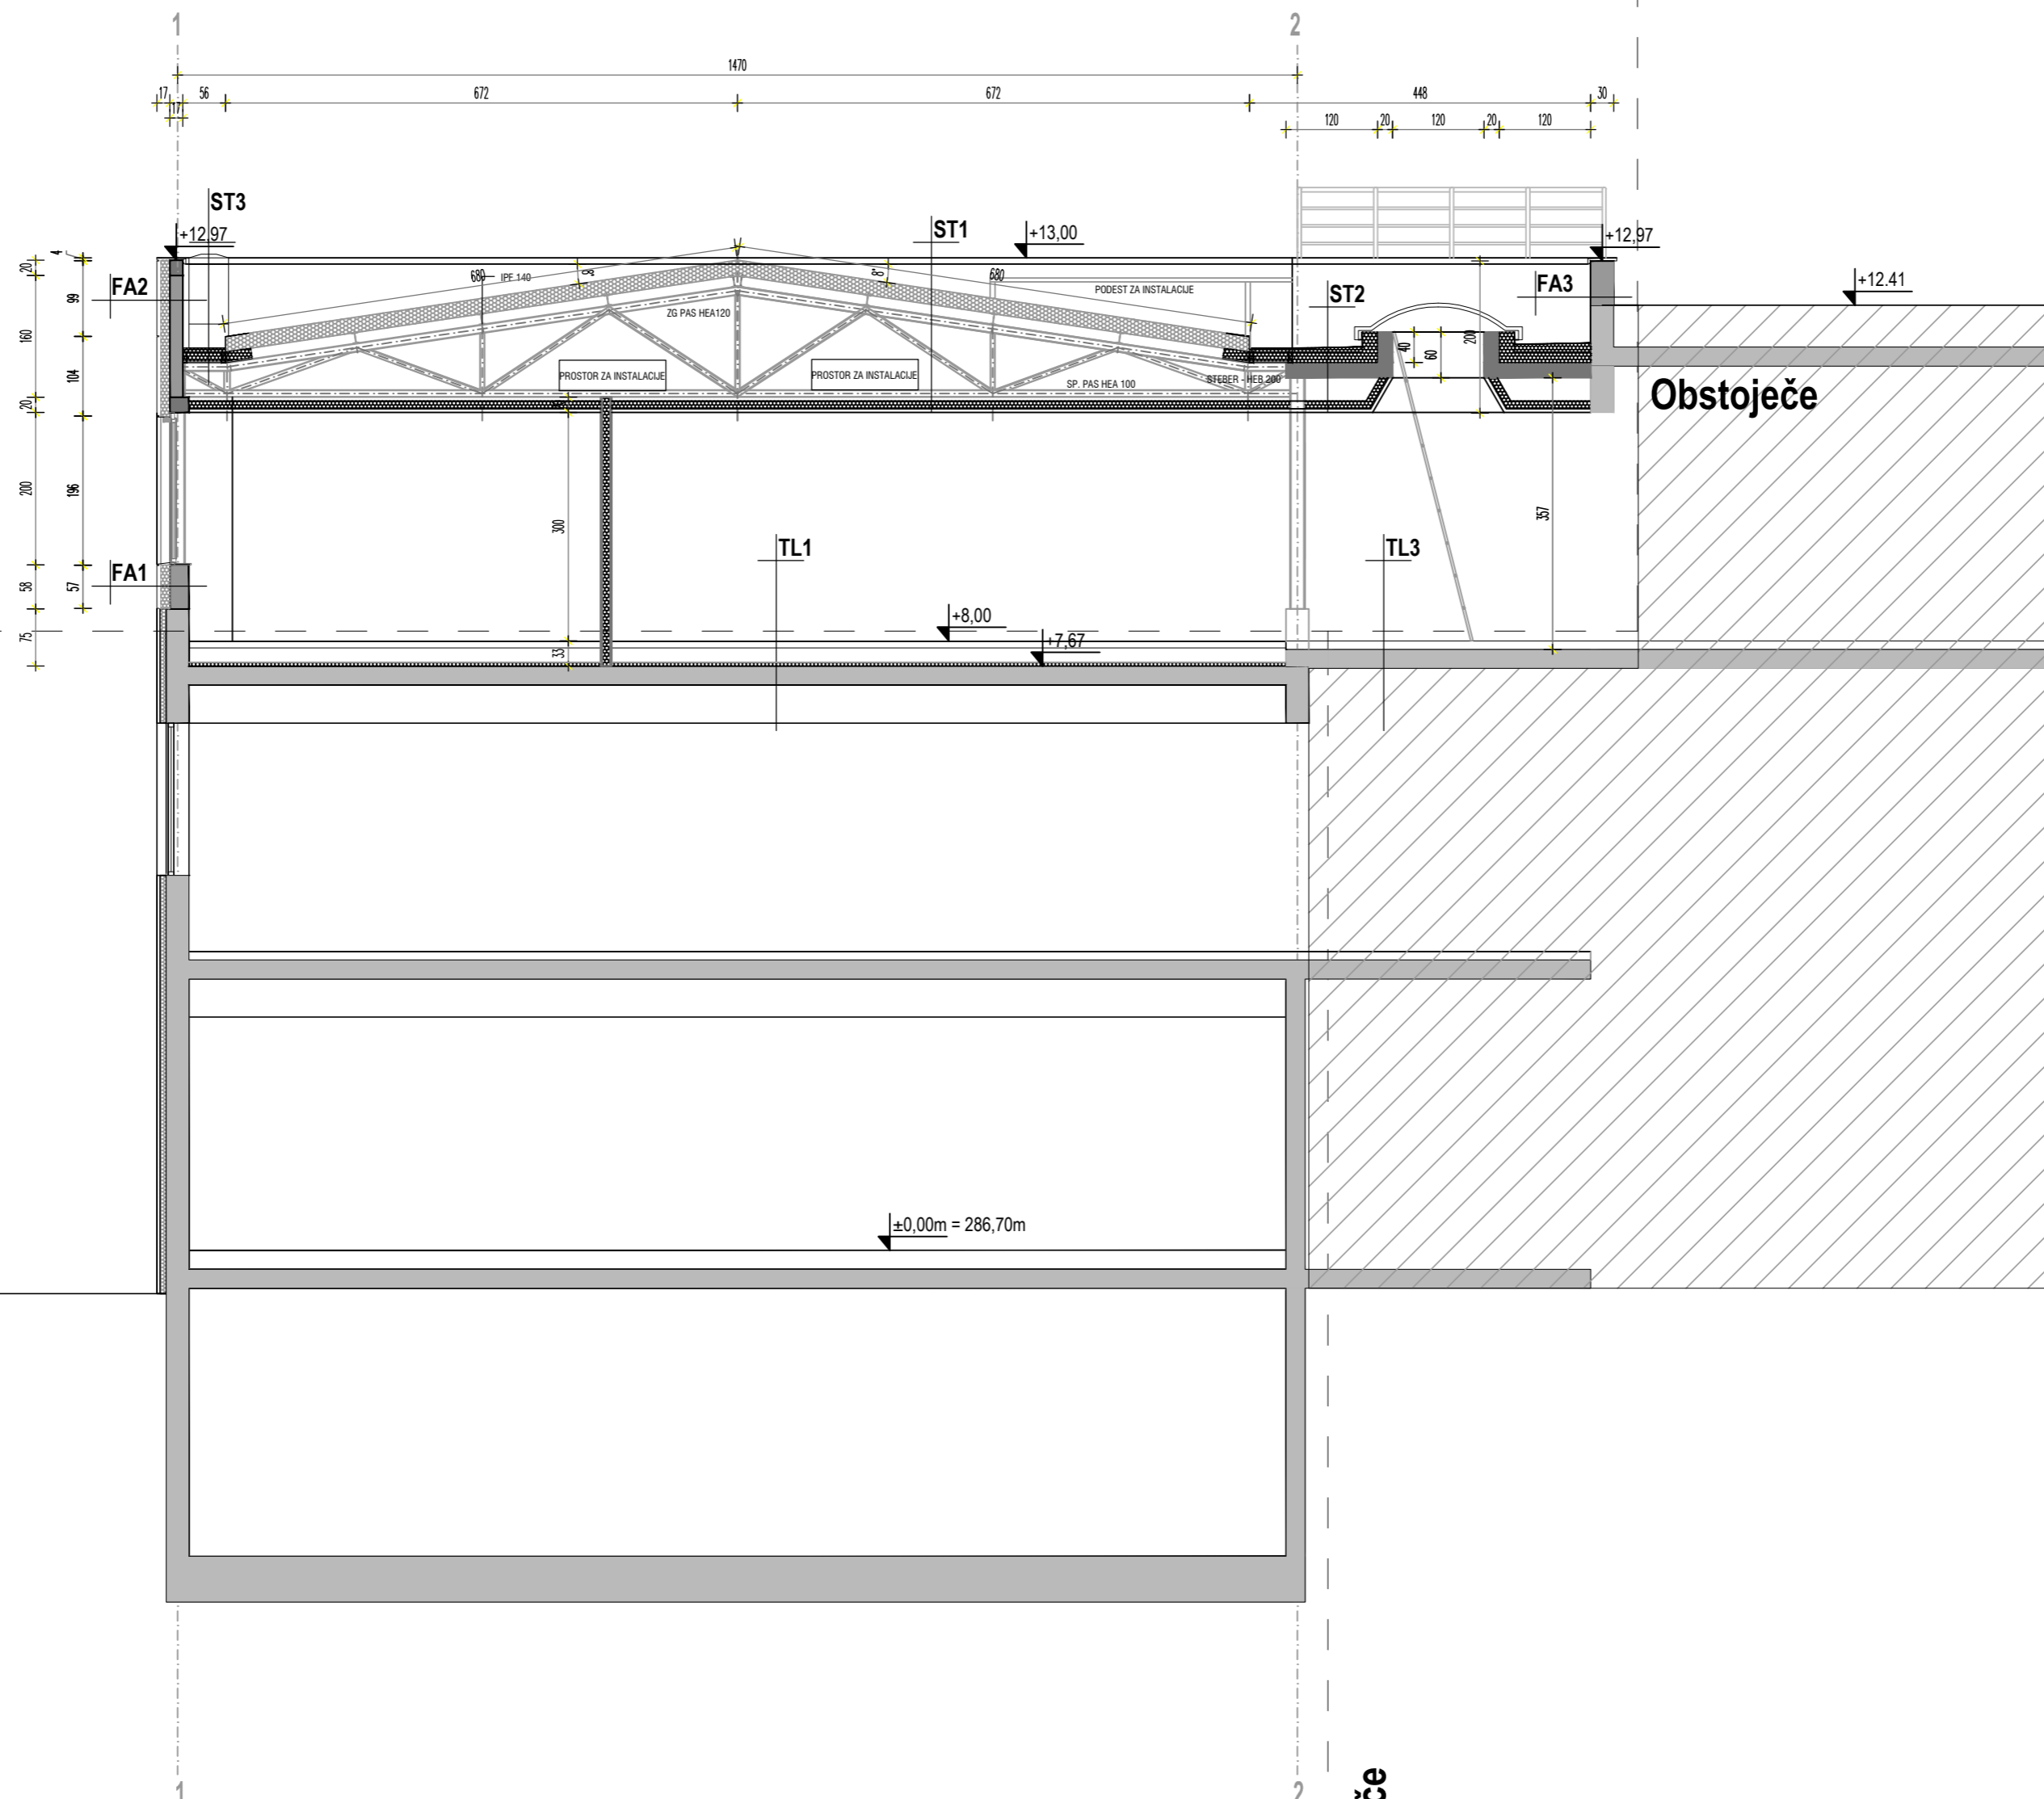 1
2
1470
17
56
672
672
448
30
17
120
20
120
20
120
ST3
ST1
+12,97
+13,00
+12,97
4
20
FA2
680
IPE 140
8°
8°
680
PODEST ZA INSTALACIJE
ST2
FA3
+12.41
99
ZG PAS HEA120
160
104
40
60
200
PROSTOR ZA INSTALACIJE
PROSTOR ZA INSTALACIJE
SP. PAS HEA 100
STEBER - HEB 200
Obstoječe
20
200
196
300
357
TL1
TL3
FA1
58
57
+8,00
75
33
+7,67
±0,00m = 286,70m
1
2
če